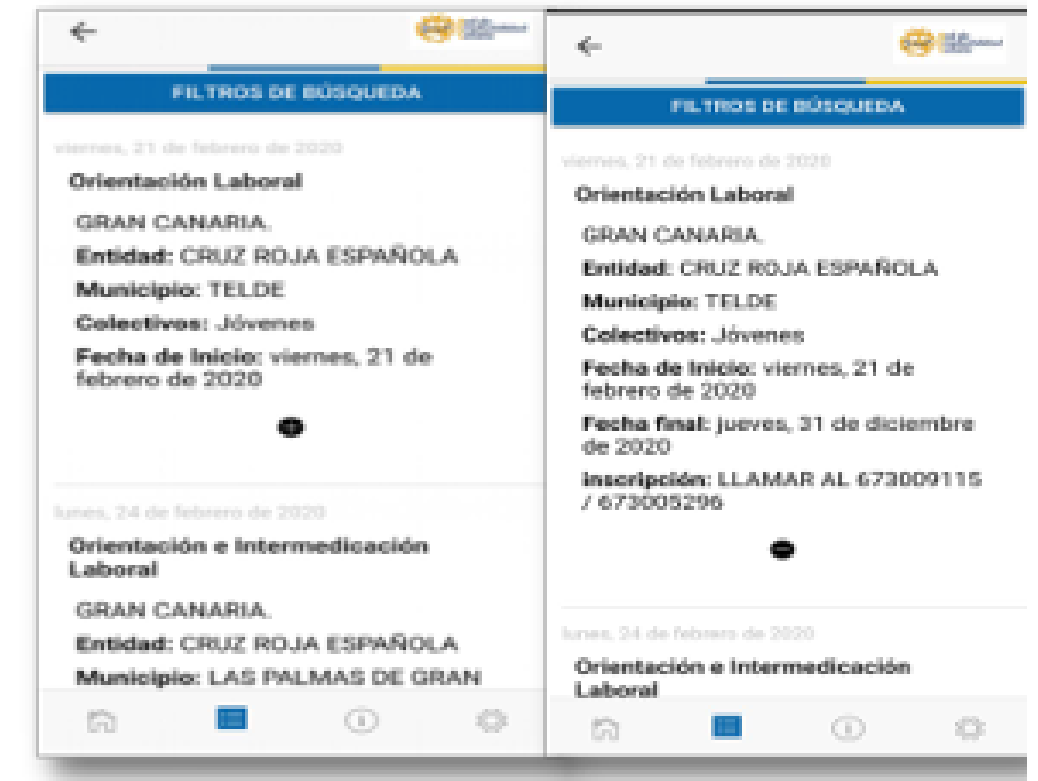 FILTROS DE BÚSQUEDA
viernes, 21 de febrero de 2020
Orientación Laboral
GRAN CANARIA.
Entidad: CRUZ ROJA ESPAÑOLA
Municipio: TELDE
Colectivos: Jóvenes
Fecha de Inicio: viernes, 21 de
febrero de 2020
lunes, 24 de febrero de 2020
Orientación e Intermedicación
Laboral
GRAN CANARIA.
Entidad: CRUZ ROJA ESPAÑOLA
Municipio: LAS PALMAS DE GRAN
FILTROS DE BÚSQUEDA
viernes, 21 de febrero de 2020
Orientación Laboral
GRAN CANARIA.
Entidad: CRUZ ROJA ESPAÑOLA
Municipio: TELDE
Colectivos: Jóvenes
Fecha de Inicio: viernes, 21 de
febrero de 2020
Fecha final: jueves, 31 de diciembre
de 2020
inscripción: LLAMAR AL 673009115
/ 673005296
lunes, 24 de febrero de 2020
Orientación e Intermedicación
Laboral